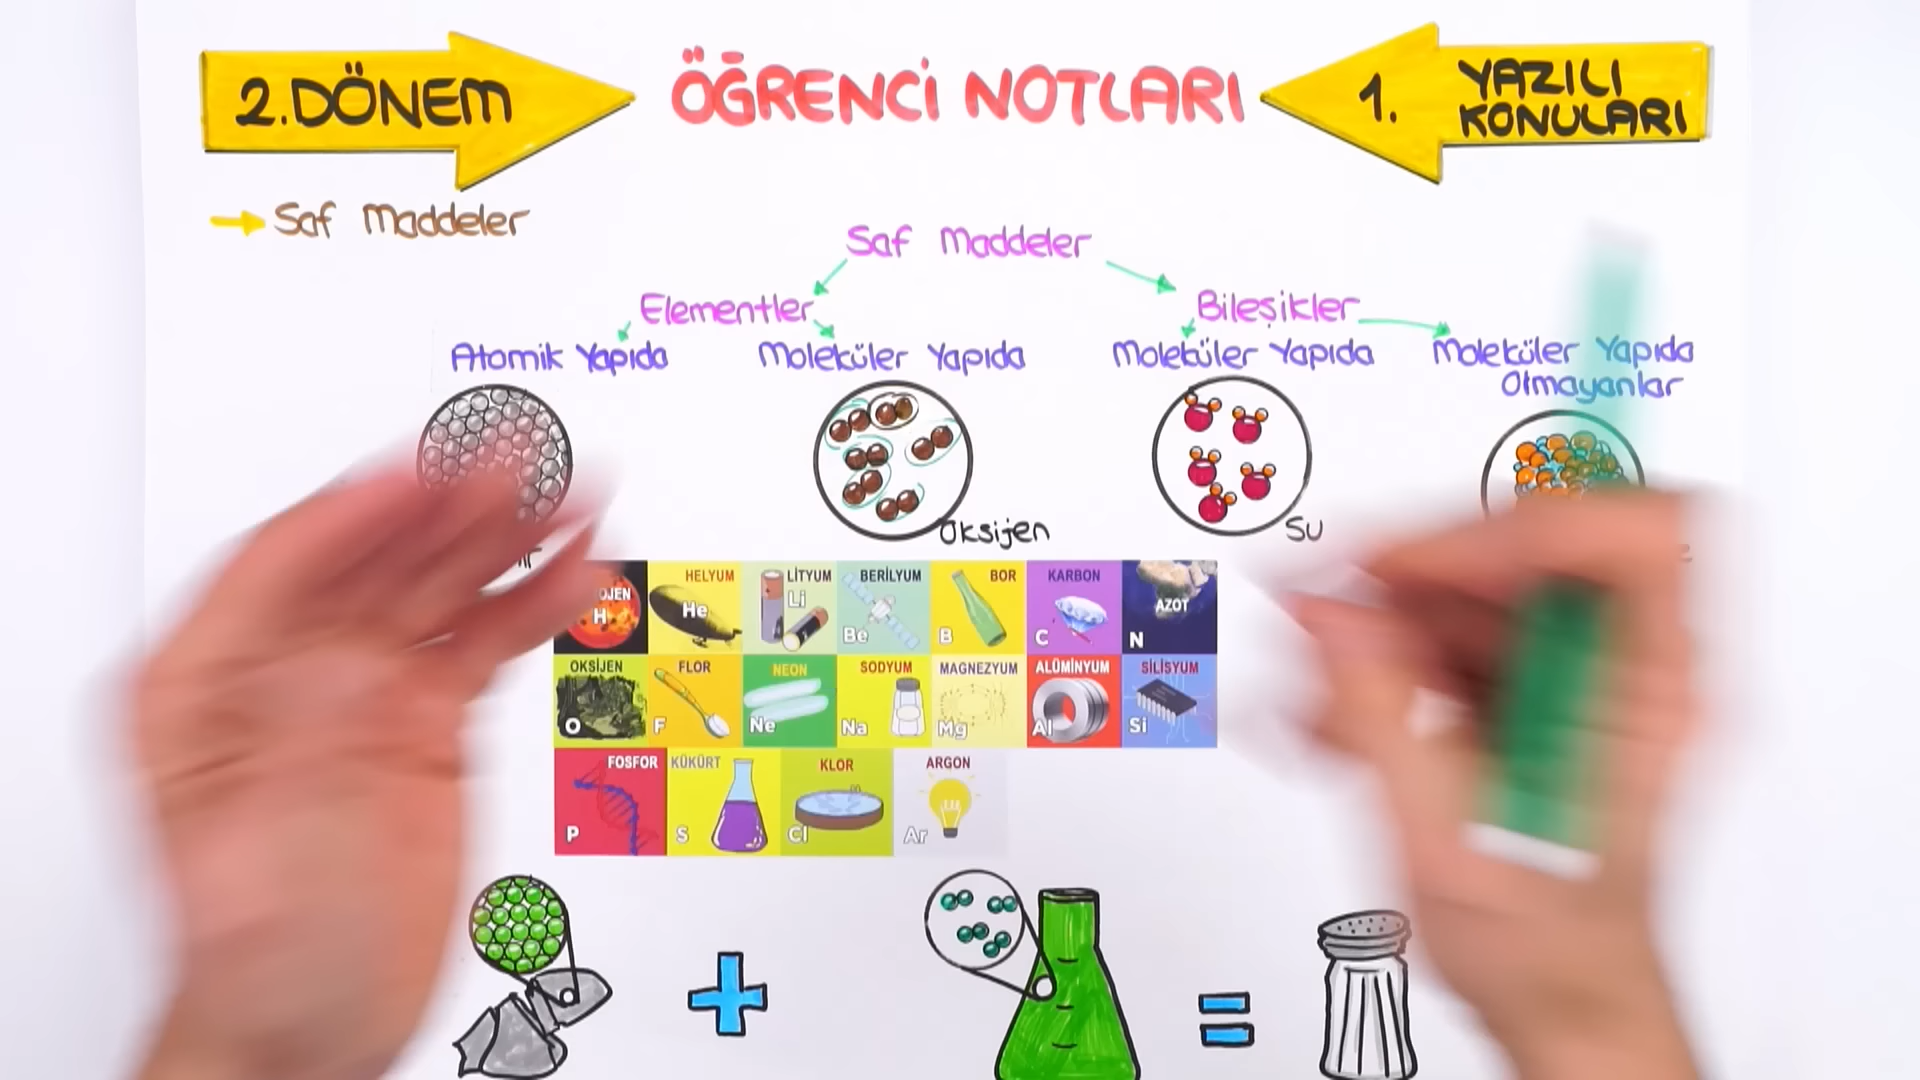 2.DÖNEM
ÖĞRENCİ NOTLARI
1. YAZILI
KONULARI
Saf Maddeler
Saf Maddeler
Elementler
Bileşikler
Atomik Yapıda
Moleküler Yapıda
Moleküler Yapıda
Moleküler Yapıda
Olmayanlar
Oksijen
Su
HELYUM
LİTYUM
BERİLYUM
BOR
KARBON
AZOT
H
He
Li
Be
B
C
N
OKSİJEN
FLOR
NEON
SODYUM
MAGNEZYUM
ALÜMİNYUM
SİLİSYUM
O
F
Ne
Na
Mg
Al
Si
FOSFOR
KÜKÜRT
KLOR
ARGON
P
S
Cl
Ar
+
=